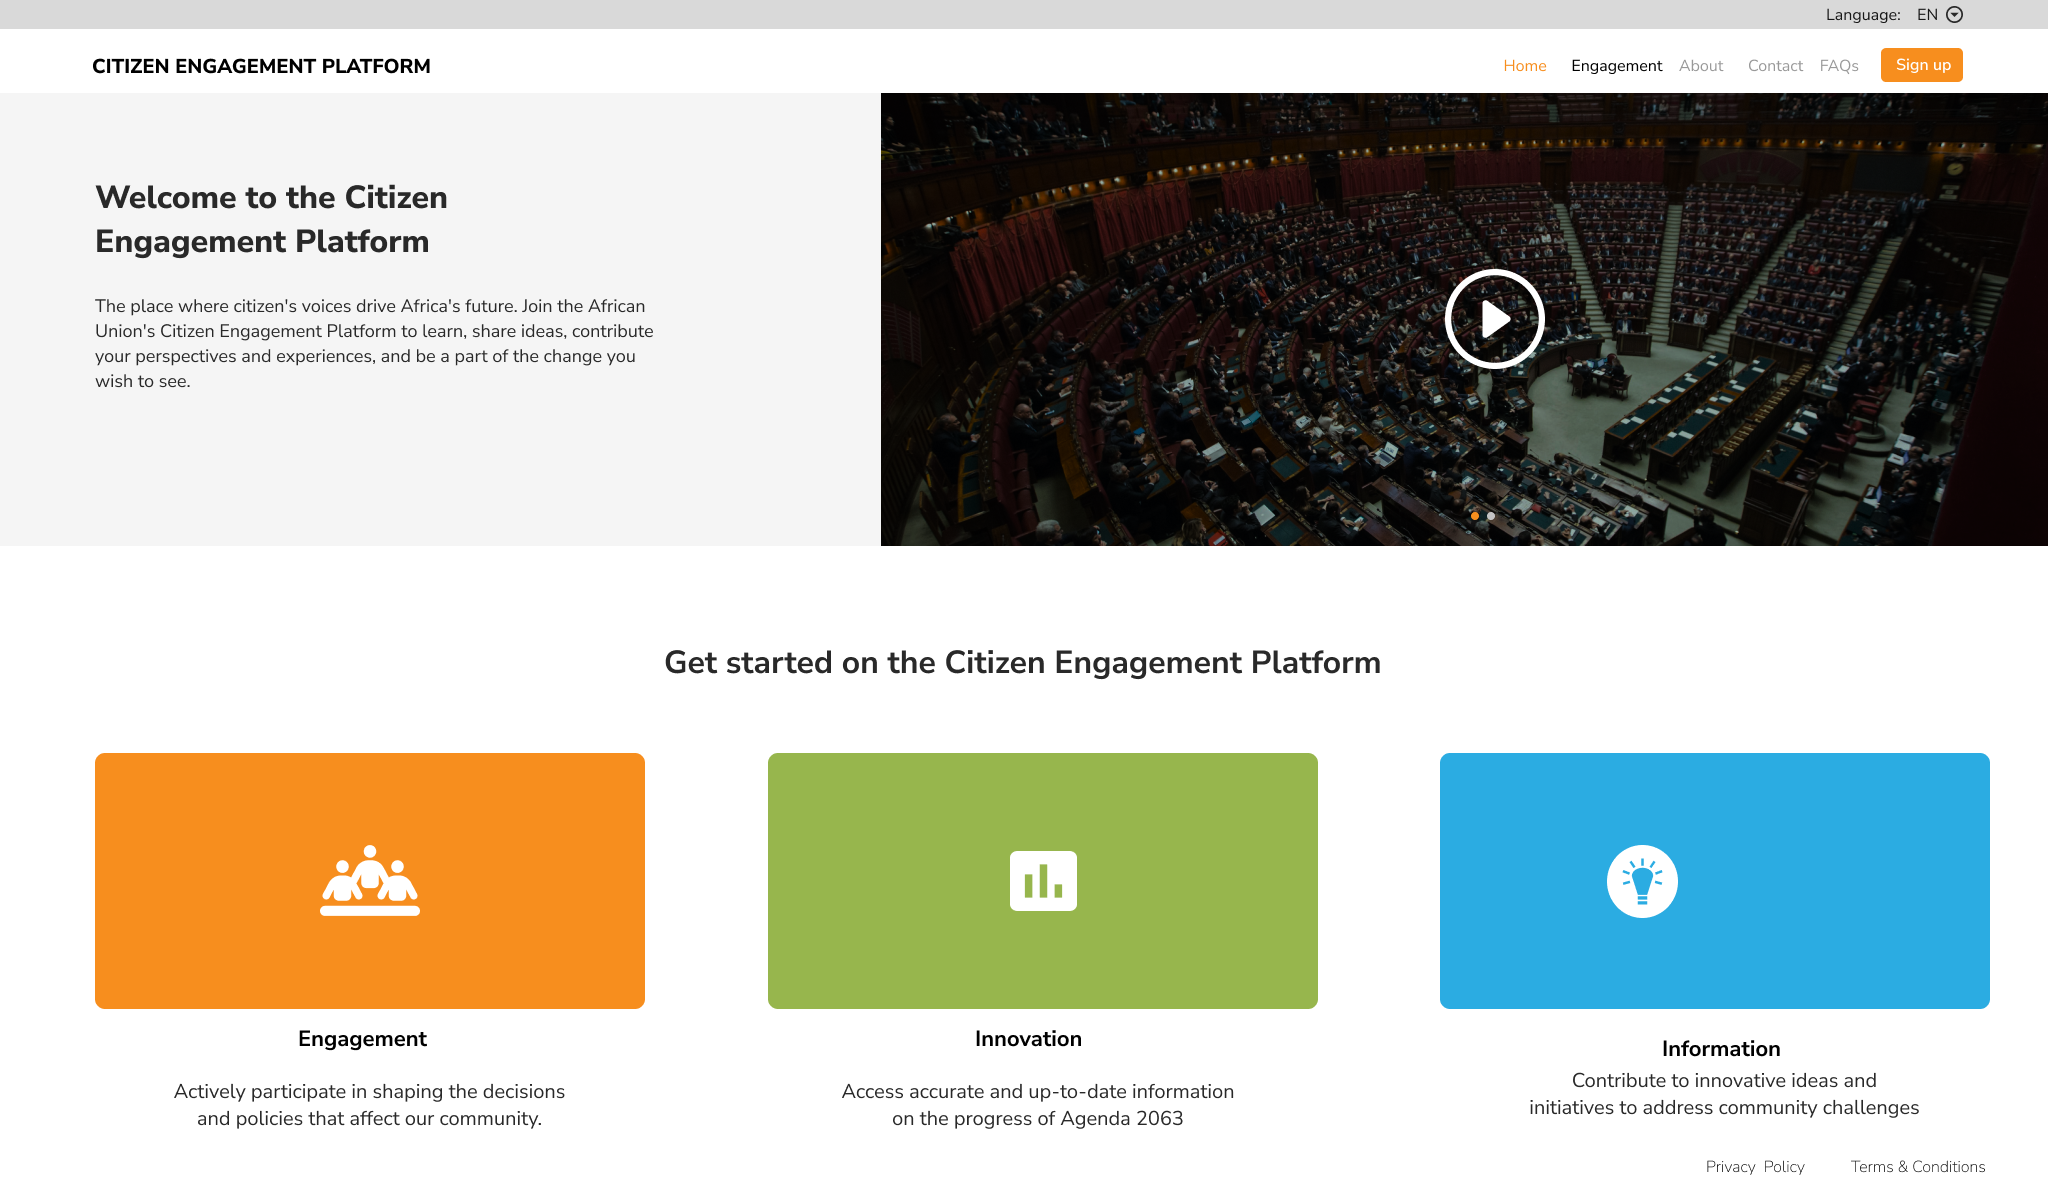 Language: EN
CITIZEN ENGAGEMENT PLATFORM
Home Engagement About Contact FAQs Sign up
Welcome to the Citizen
Engagement Platform
The place where citizen's voices drive Africa's future. Join the African
Union's Citizen Engagement Platform to learn, share ideas, contribute
your perspectives and experiences, and be a part of the change you
wish to see.
Get started on the Citizen Engagement Platform
Engagement
Actively participate in shaping the decisions
and policies that affect our community.
Innovation
Access accurate and up-to-date information
on the progress of Agenda 2063
Information
Contribute to innovative ideas and
initiatives to address community challenges
Privacy Policy Terms & Conditions